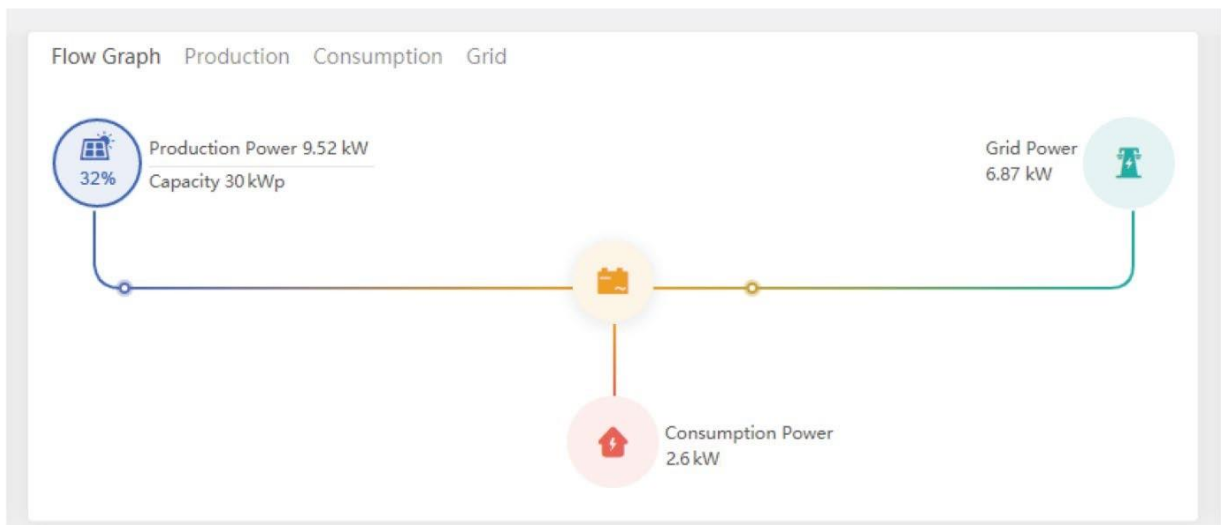 Flow Graph Production Consumption Grid
Production Power 9.52 kW
32%
Capacity 30 kWp
Grid Power
6.87 kW
Consumption Power
2.6 kW